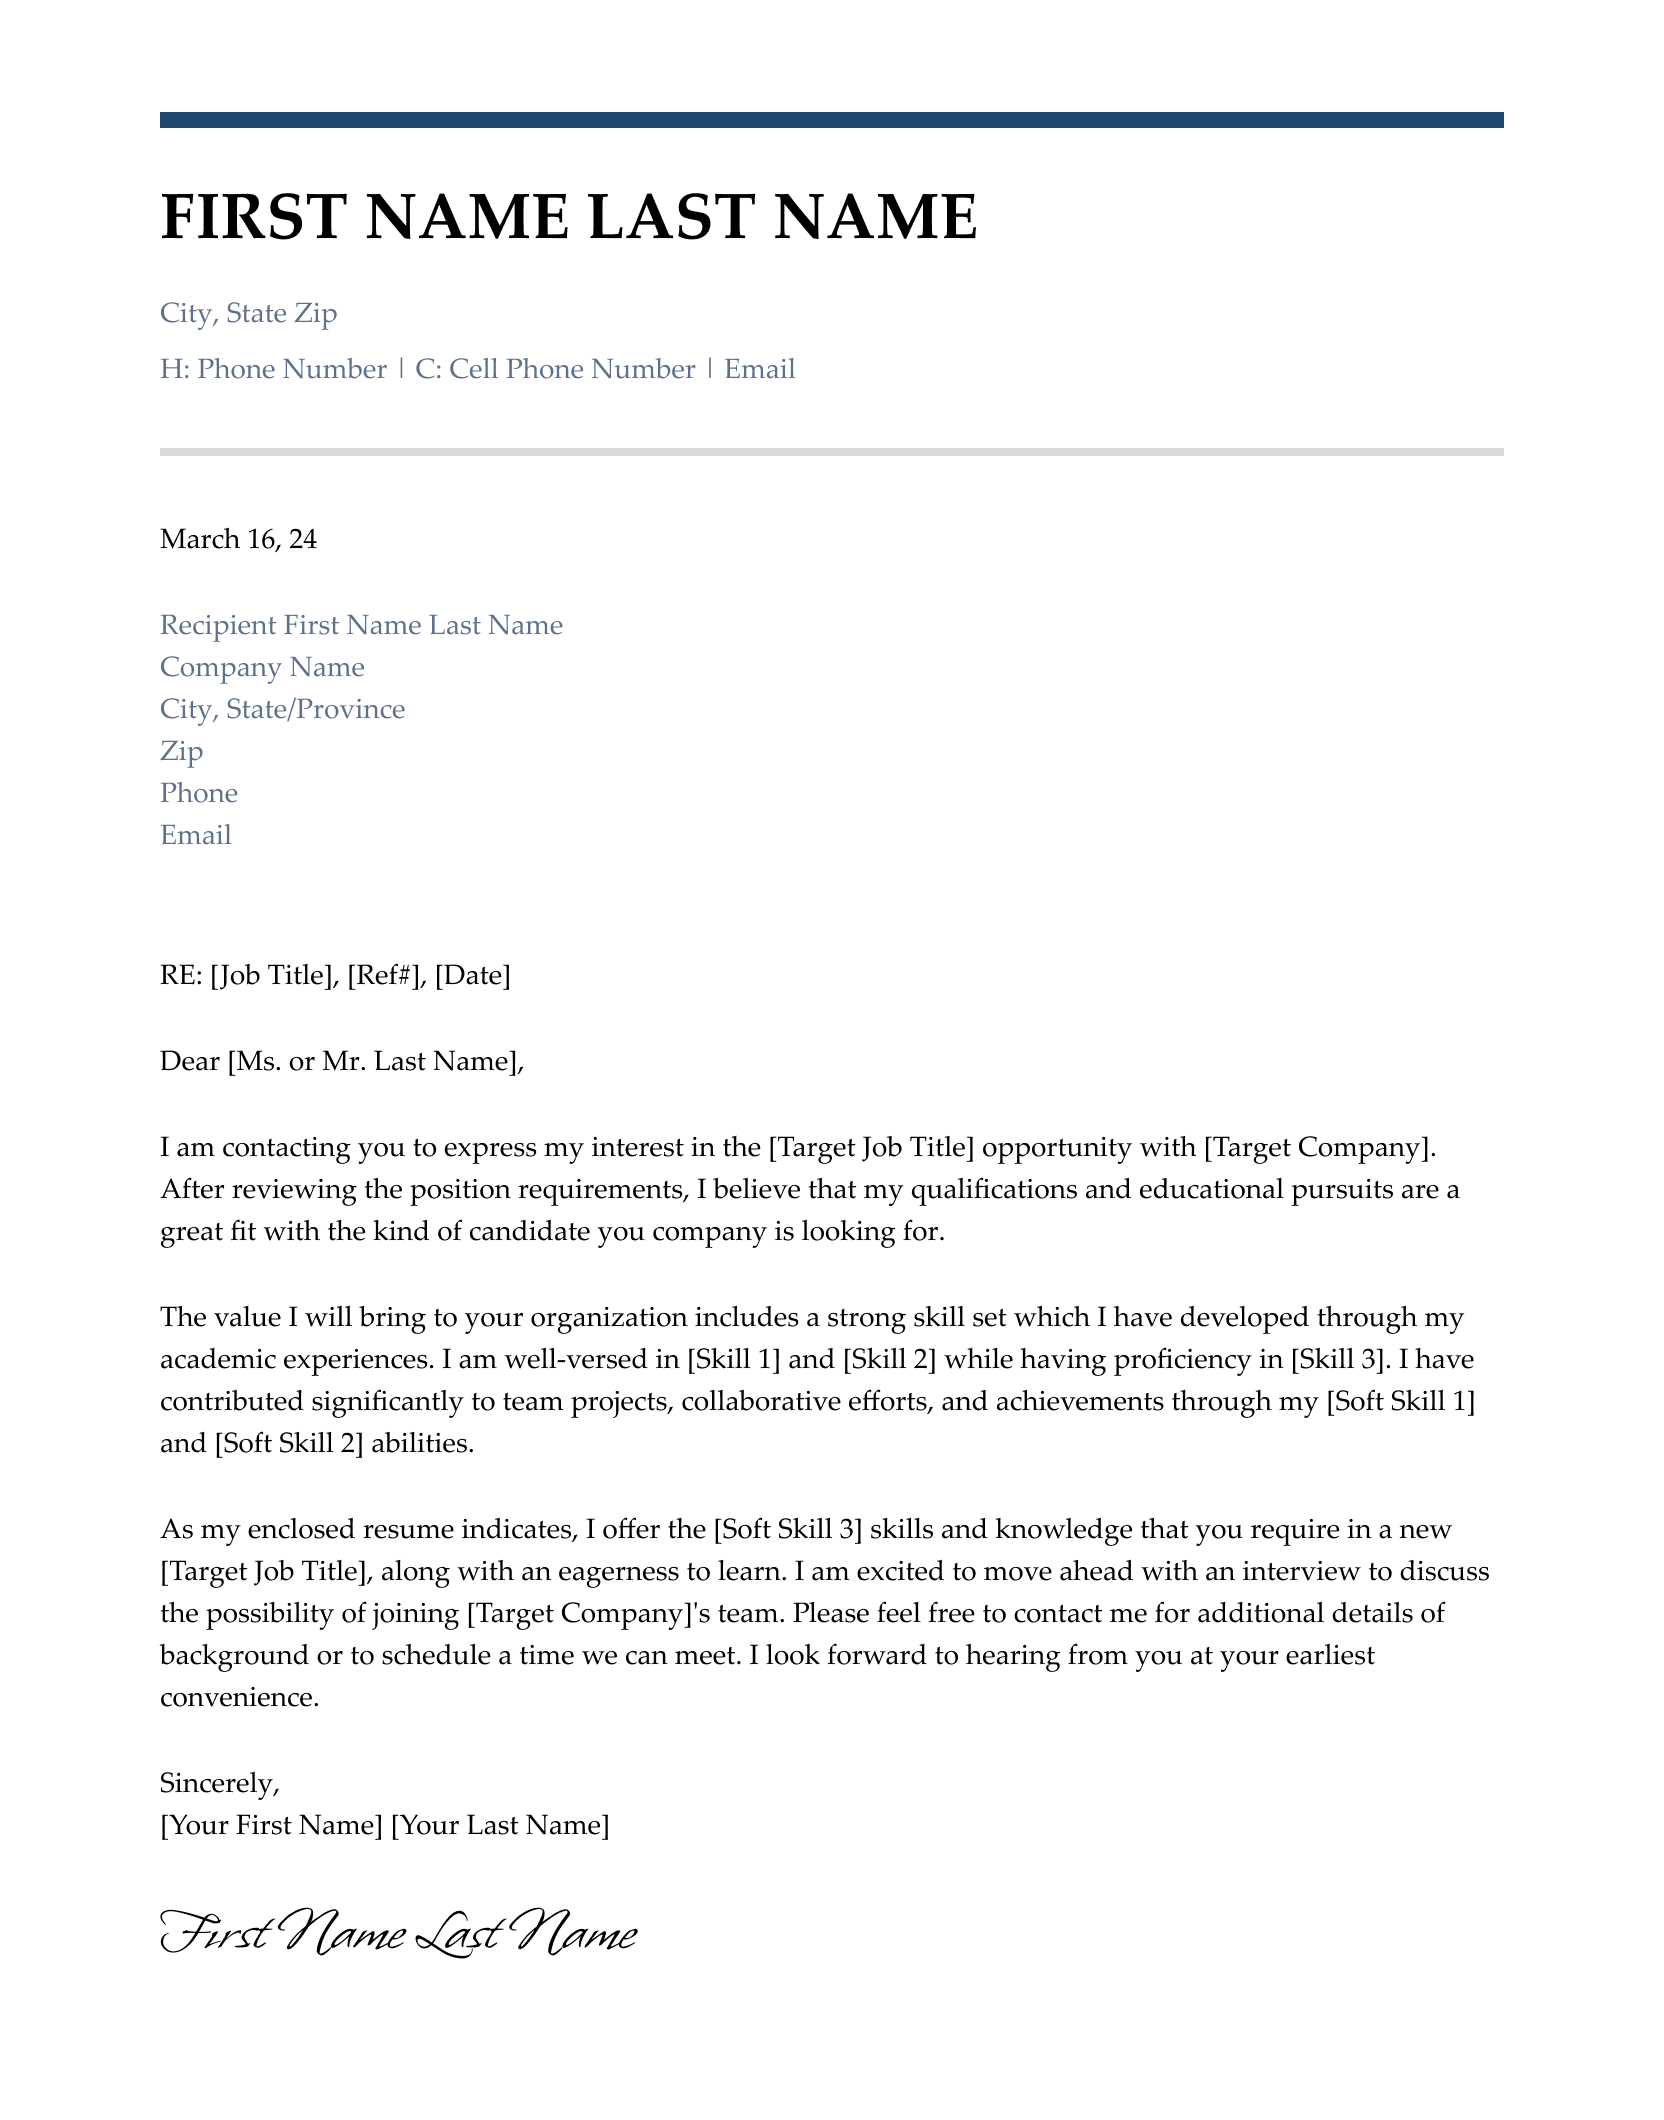 FIRST NAME LAST NAME
City, State Zip
H: Phone Number | C: Cell Phone Number | Email
March 16, 24
Recipient First Name Last Name
Company Name
City, State/Province
Zip
Phone
Email
RE: [Job Title], [Ref#], [Date]
Dear [Ms. or Mr. Last Name],
I am contacting you to express my interest in the [Target Job Title] opportunity with [Target Company].
After reviewing the position requirements, I believe that my qualifications and educational pursuits are a
great fit with the kind of candidate you company is looking for.
The value I will bring to your organization includes a strong skill set which I have developed through my
academic experiences. I am well-versed in [Skill 1] and [Skill 2] while having proficiency in [Skill 3]. I have
contributed significantly to team projects, collaborative efforts, and achievements through my [Soft Skill 1]
and [Soft Skill 2] abilities.
As my enclosed resume indicates, I offer the [Soft Skill 3] skills and knowledge that you require in a new
[Target Job Title], along with an eagerness to learn. I am excited to move ahead with an interview to discuss
the possibility of joining [Target Company]'s team. Please feel free to contact me for additional details of
background or to schedule a time we can meet. I look forward to hearing from you at your earliest
convenience.
Sincerely,
[Your First Name] [Your Last Name]
First Name Last Name